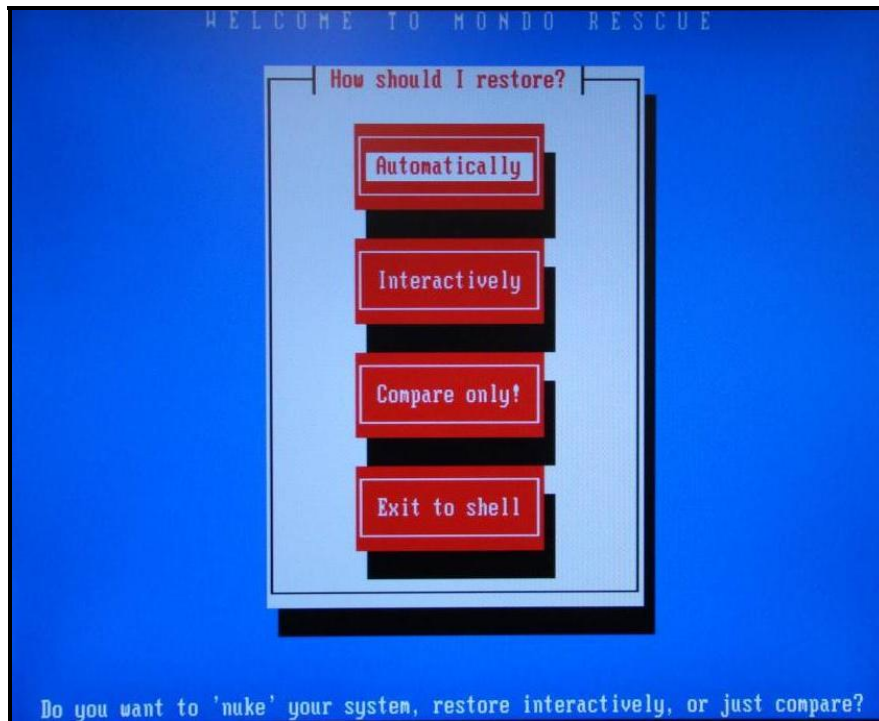 WELCOME TO MONDO RESCUE
How should I restore?
Automatically
Interactively
Compare only!
Exit to shell
Do you want to 'nuke' your system, restore interactively, or just compare?